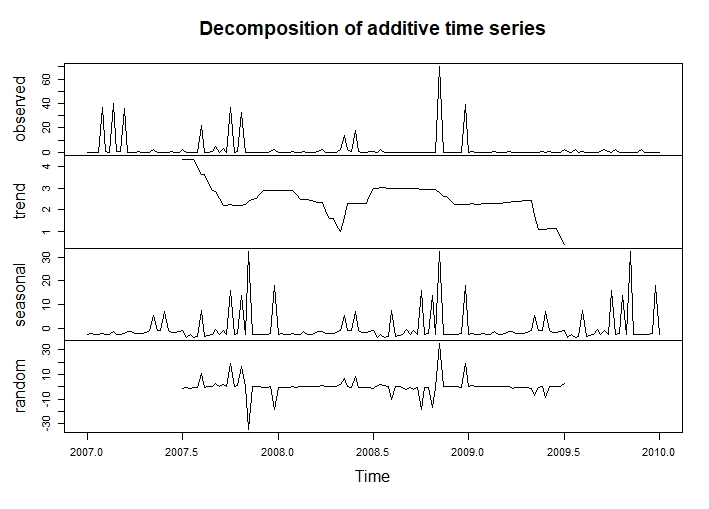 Decomposition of additive time series
observed
0 20 40 60
trend
1 2 3 4
seasonal
0 10 20 30
random
-30 -10 10 30
2007.0 2007.5 2008.0 2008.5 2009.0 2009.5 2010.0
Time